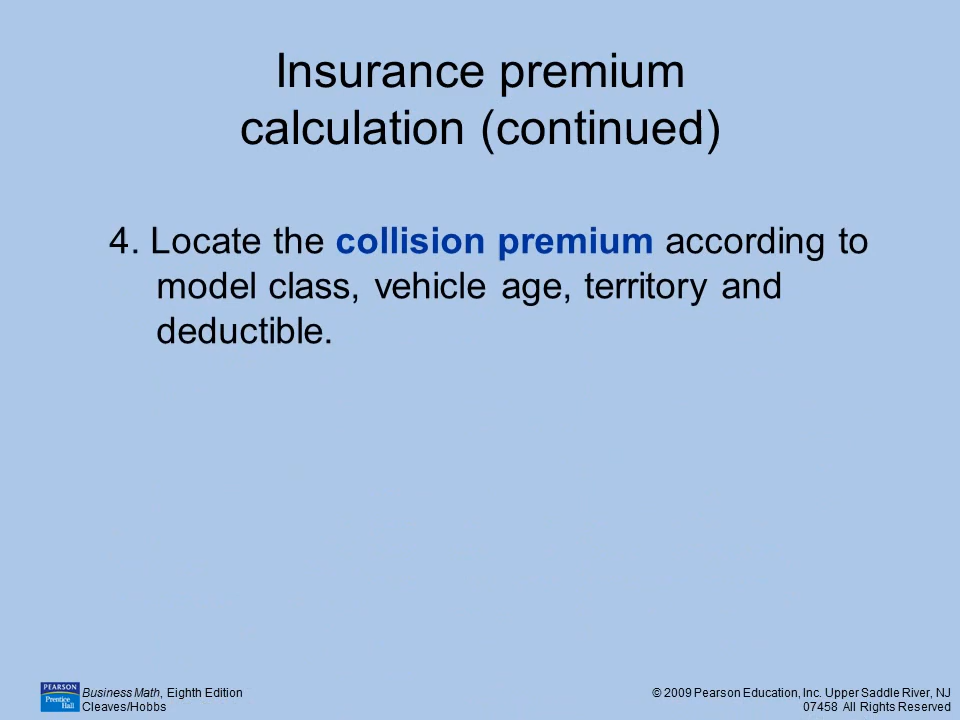 Insurance premium
calculation (continued)
4. Locate the collision premium according to
model class, vehicle age, territory and
deductible.
PEARSON
Prentice
Hall
Business Math, Eighth Edition
Cleaves/Hobbs
© 2009 Pearson Education, Inc. Upper Saddle River, NJ
07458 All Rights Reserved